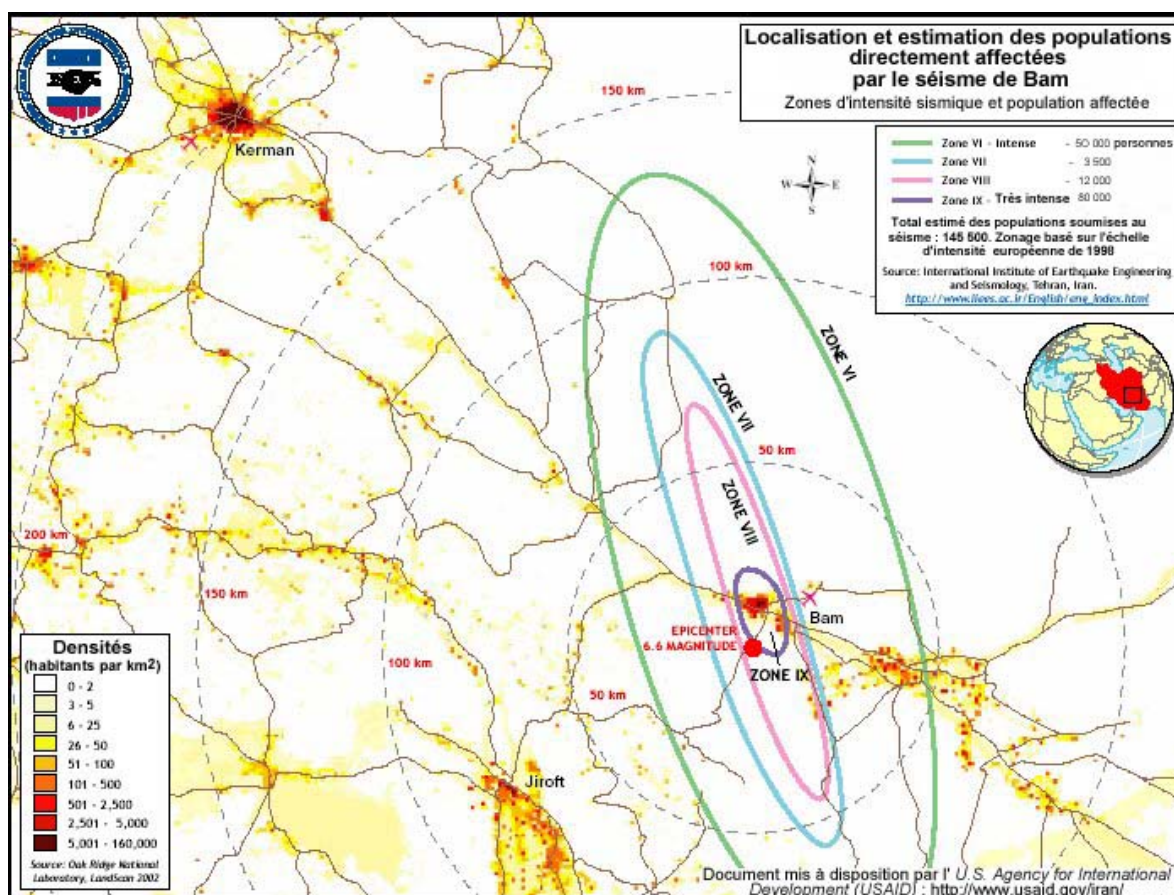 Localisation et estimation des populations
directement affectées
par le séisme de Bam
Zones d'intensité sismique et population affectée
Zone VI - Intense - 50 000 personnes
Zone VII - 3 500
Zone VIII - 12 000
Zone IX - Très intense 80 000
Total estimé des populations soumises au
séisme : 145 500. Zonage basé sur l'échelle
d'intensité européenne de 1998
Source: International Institute of Earthquake Engineering
and Seismology, Tehran, Iran.
http://www.iiees.ac.ir/English/eng_index.html
150 km
Kerman
N
W E
S
100 km
ZONE VI
ZONE VII
50 km
ZONE VIII
200 km
150 km
Bam
EPICENTER
6.6 MAGNITUDE
ZONE IX
100 km
50 km
Jiroft
Densités
(habitants par km2)
0 - 2
3 - 5
6 - 25
26 - 50
51 - 100
101 - 500
501 - 2,500
2,501 - 5,000
5,001 - 160,000
Source: Oak Ridge National
Laboratory, LandScan 2002
Document mis à disposition par l' U.S. Agency for International
Development (USAID) : http://www.usaid.gov/iran/